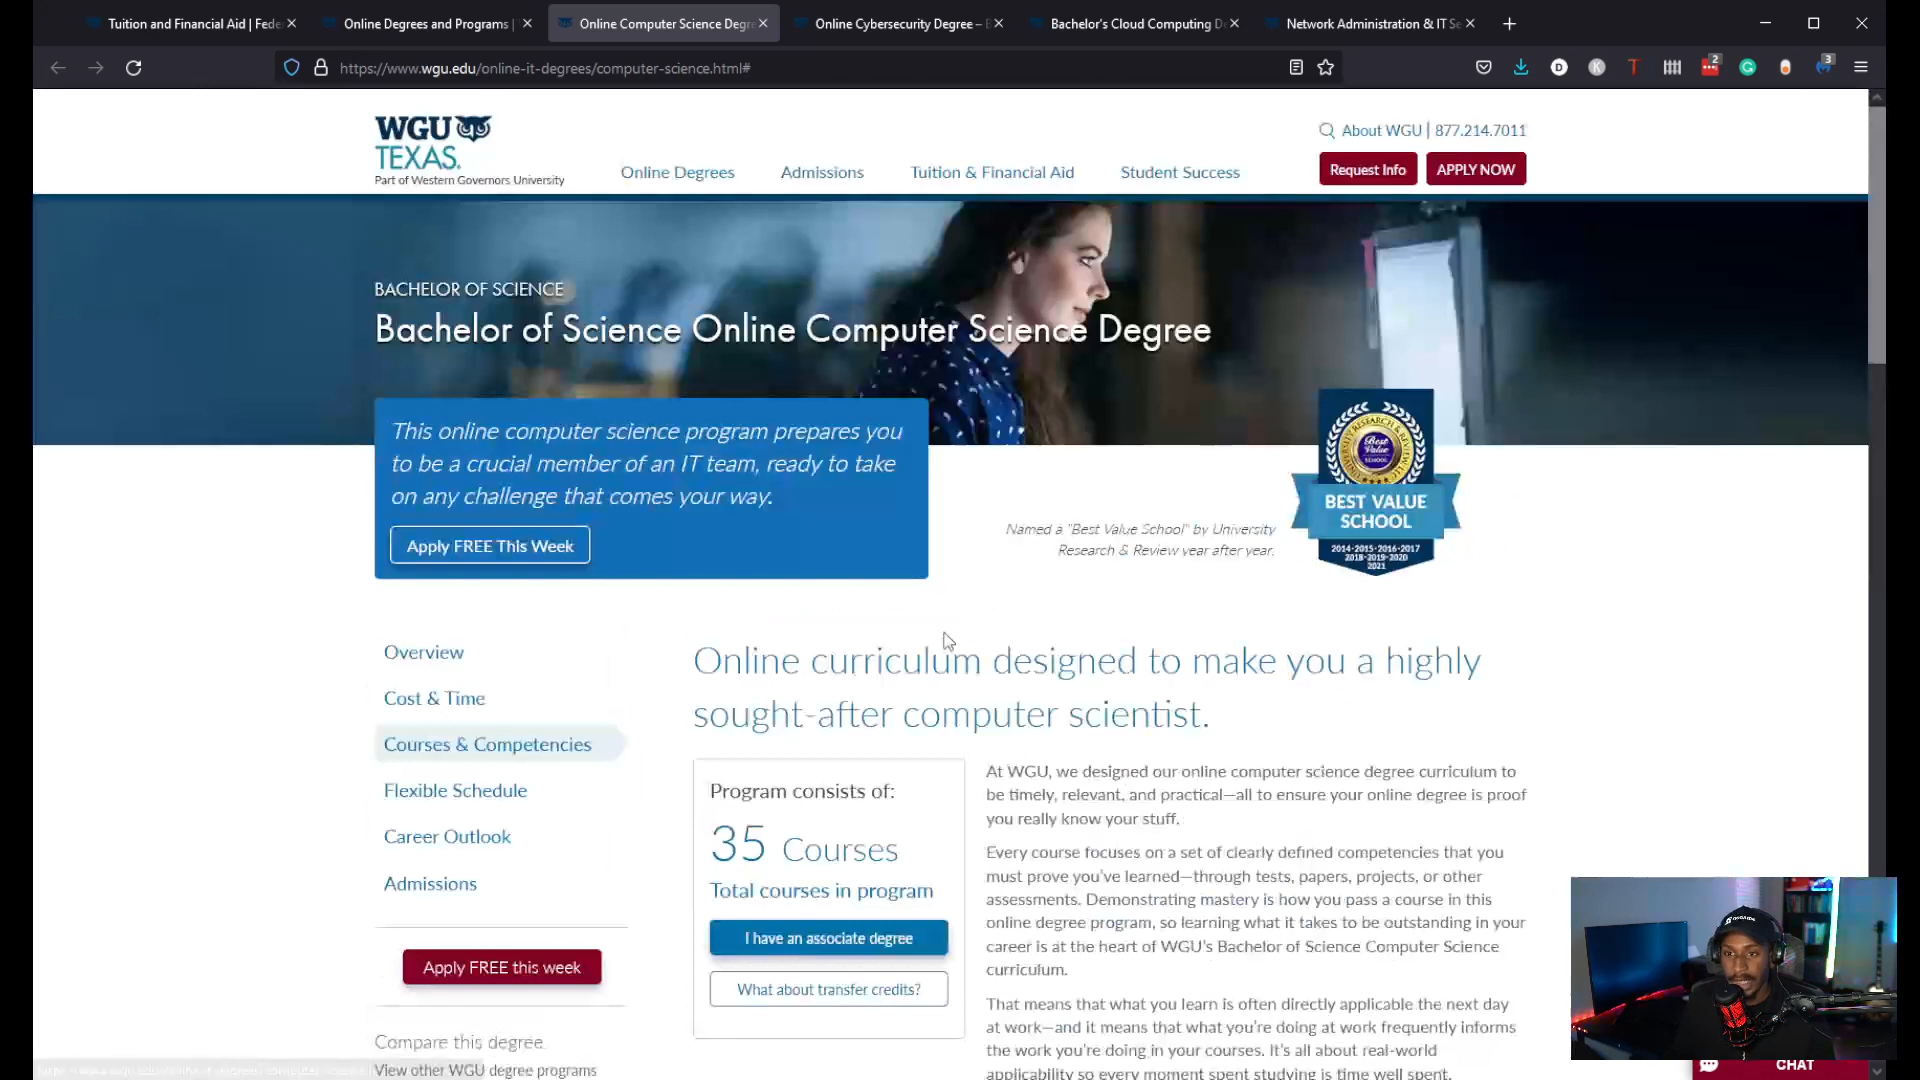 Tuition and Financial Aid | Fede
Online Degrees and Programs |
Online Computer Science Degr
Online Cybersecurity Degree – B
Bachelor's Cloud Computing D
Network Administration & IT Se
https://www.wgu.edu/online-it-degrees/computer-science.html#
2
3
WGU
TEXAS.
Part of Western Governors University
Online Degrees
Admissions
Tuition & Financial Aid
Student Success
About WGU | 877.214.7011
Request Info
APPLY NOW
BACHELOR OF SCIENCE
Bachelor of Science Online Computer Science Degree
This online computer science program prepares you
to be a crucial member of an IT team, ready to take
on any challenge that comes your way.
Apply FREE This Week
Named a "Best Value School" by University
Research & Review year after year.
UNIVERSITY RESEARCH & REVIEW LLC
Best
Value
SCHOOL
BEST VALUE
SCHOOL
2014·2015·2016·2017
2018·2019·2020
2021
Overview
Cost & Time
Courses & Competencies
Flexible Schedule
Career Outlook
Admissions
Apply FREE this week
Compare this degree
View other WGU degree programs
Online curriculum designed to make you a highly
sought-after computer scientist.
Program consists of:
35 Courses
Total courses in program
I have an associate degree
What about transfer credits?
At WGU, we designed our online computer science degree curriculum to
be timely, relevant, and practical—all to ensure your online degree is proof
you really know your stuff.
Every course focuses on a set of clearly defined competencies that you
must prove you've learned—through tests, papers, projects, or other
assessments. Demonstrating mastery is how you pass a course in this
online degree program, so learning what it takes to be outstanding in your
career is at the heart of WGU's Bachelor of Science Computer Science
curriculum.
That means that what you learn is often directly applicable the next day
at work—and it means that what you're doing at work frequently informs
the work you're doing in your courses. It's all about real-world
applicability so every moment spent studying is time well spent.
CHAT